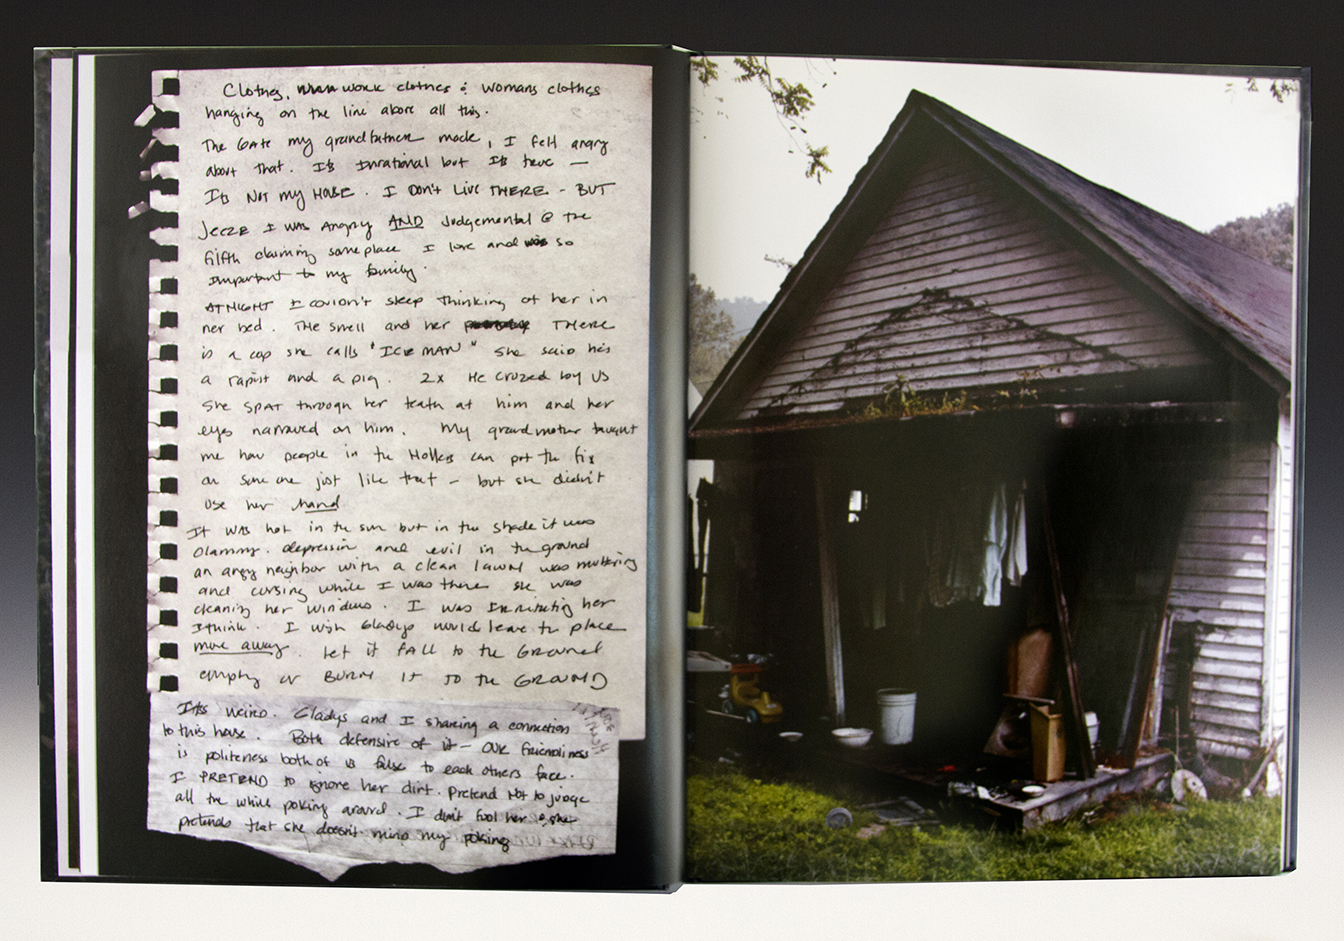 Clothes, work clothes & womans clothes
hanging on the line above all this.
The Gate my grandfather made, I felt angry
about that. It's Irrational but It's true —
It's Not my House. I DON'T LIVE THERE - BUT
JEEZE I was Angry AND Judgemental @ the
filth claiming someplace I love and so
Important to my family.
AT NIGHT I couldn't sleep thinking of her in
her bed. THE smell and her THERE
is a cop she calls "ICE MAN" She said he's
a rapist and a pig. 2x He cruzed by us
She SPAT through her teath at him and her
eyes narrowed on him. My grandmother taught
me how people in the Hollers can put the fix
on someone just like that - but she didn't
use her hand
It was hot in the sun but in the shade it was
clammy. depression and evil in the ground
an angry neighbor with a clean lawn was muttering
and cursing while I was there she was
cleaning her windows. I was Irritating her
I think. I wish Gladys would leave the place
move away. Let it FALL to the GROUND
empty or BURN IT TO the GROUND
Its weird. Gladys and I sharing a connection
to this house. Both defensive of it - OUR friendliness
is politeness both of us false to each others face.
I PRETEND to ignore her dirt. Pretend Not to judge
all the while poking around. I don't fool her & she
pretends that she doesn't mind my poking